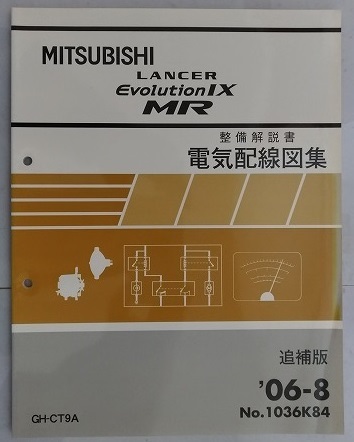 MITSUBISHI
LANCER
Evolution IX
MR
整備解説書
電気配線図集
追補版
'06-8
No.1036K84
GH-CT9A